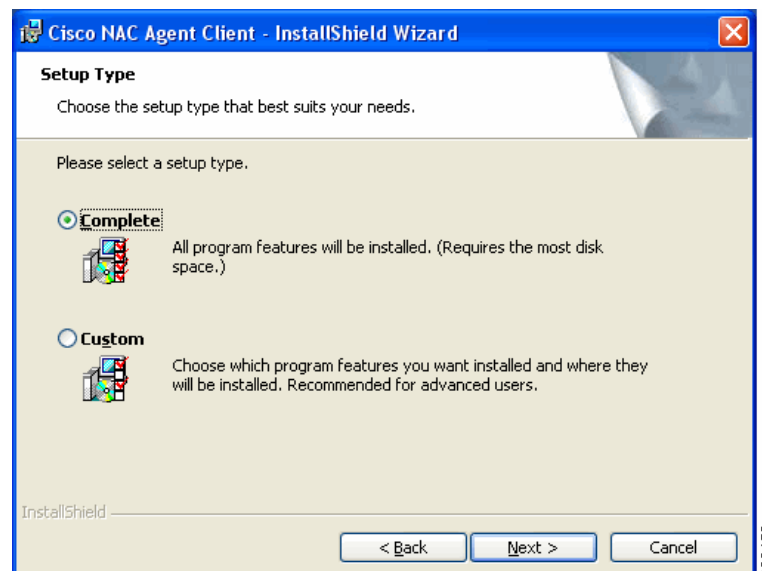 Cisco NAC Agent Client - InstallShield Wizard
Setup Type
Choose the setup type that best suits your needs.
Please select a setup type.
Complete
All program features will be installed. (Requires the most disk
space.)
Custom
Choose which program features you want installed and where they
will be installed. Recommended for advanced users.
InstallShield
< Back
Next >
Cancel